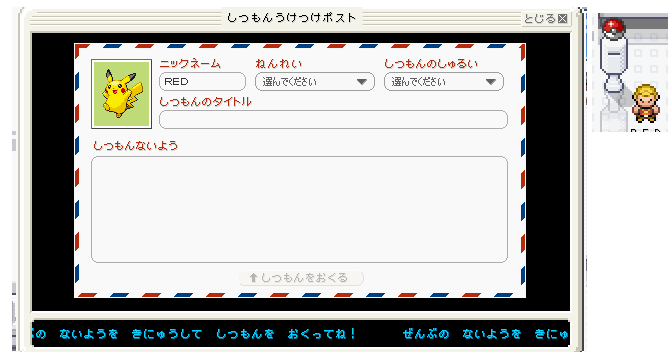 しつもんうけつけポスト
とじる
ニックネーム
ねんれい
しつもんのしゅるい
RED
選んでください
選んでください
しつもんのタイトル
しつもんないよう
しつもんをおくる
ないようを きにゅうして しつもんを おくってね! ぜんぶの ないようを きにゅ
RED